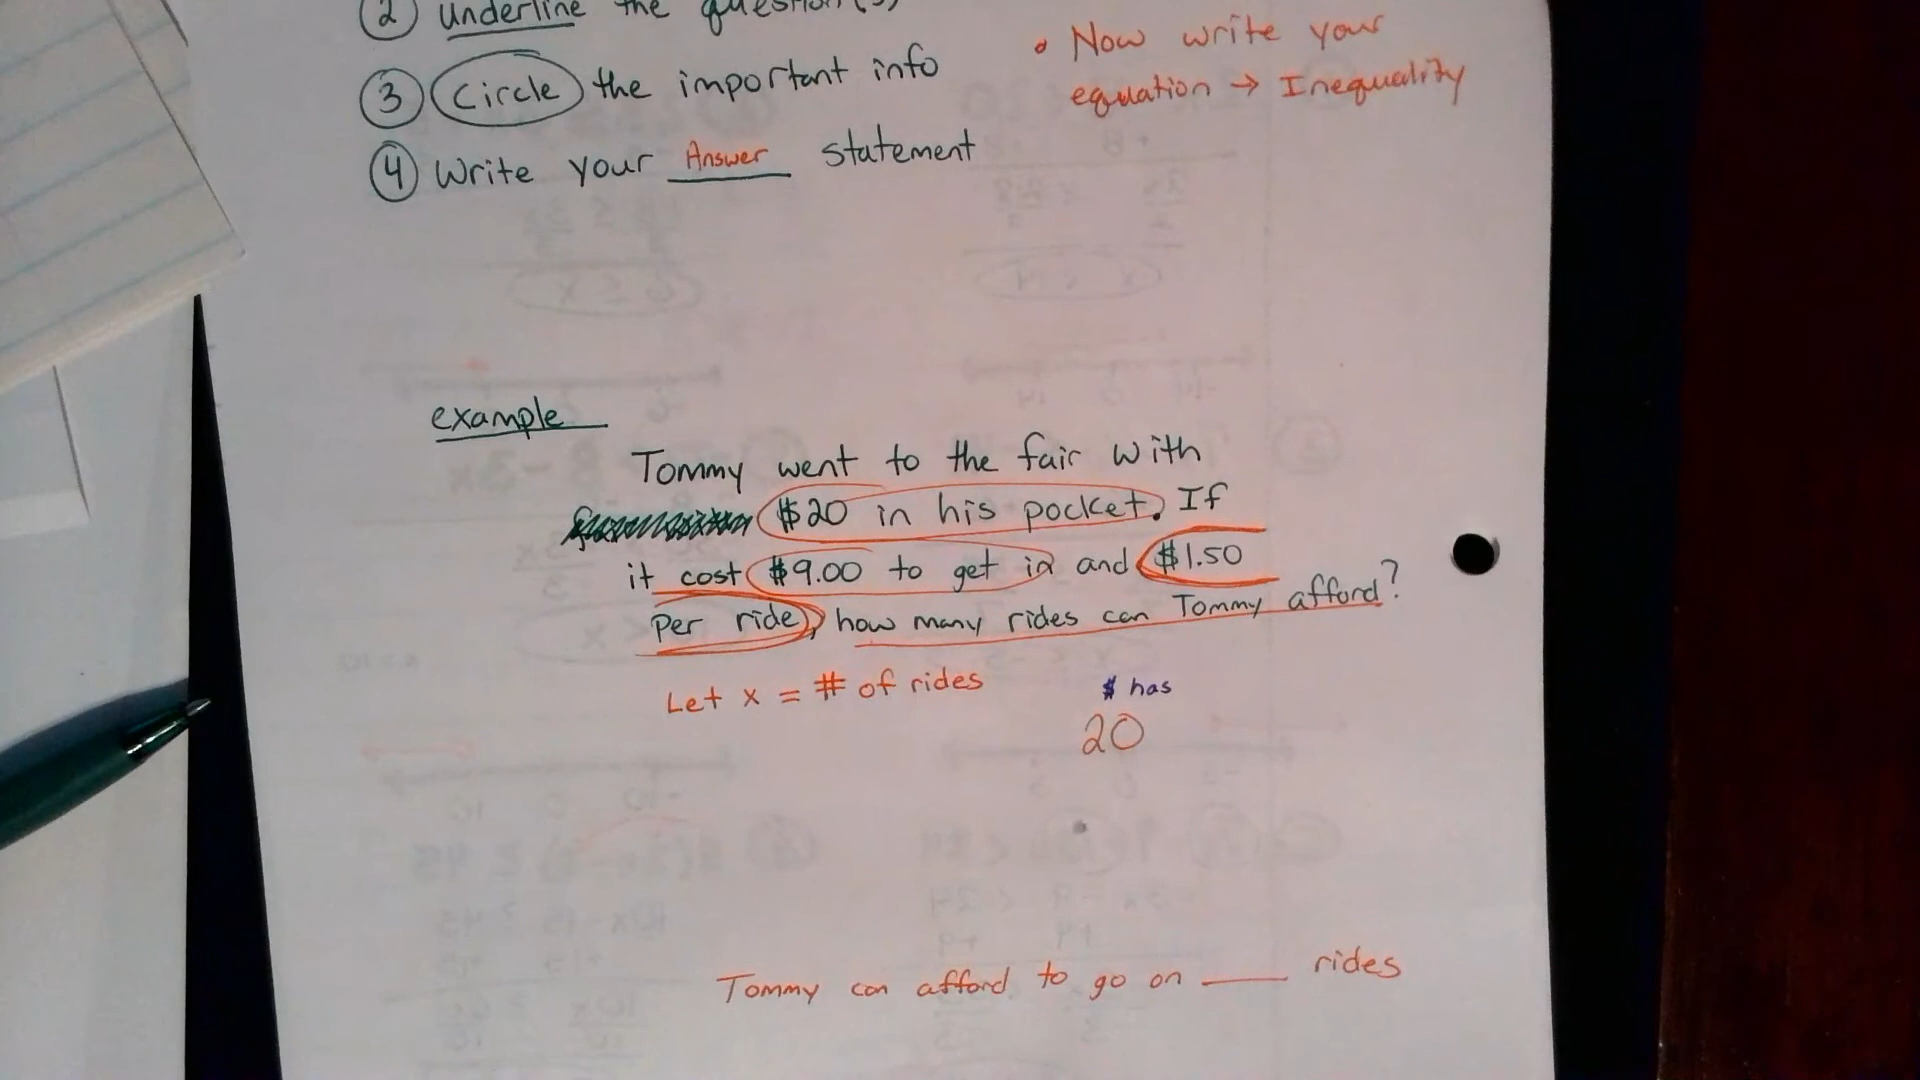 ② underline the question(s)
③ Circle the important info
④ Write your Answer statement
• Now write your
equation → Inequality
example
Tommy went to the fair with
$20 in his pocket. If
it cost $9.00 to get in and $1.50
per ride, how many rides can Tommy afford?
Let x = # of rides
$ has
20
Tommy can afford to go on ____ rides